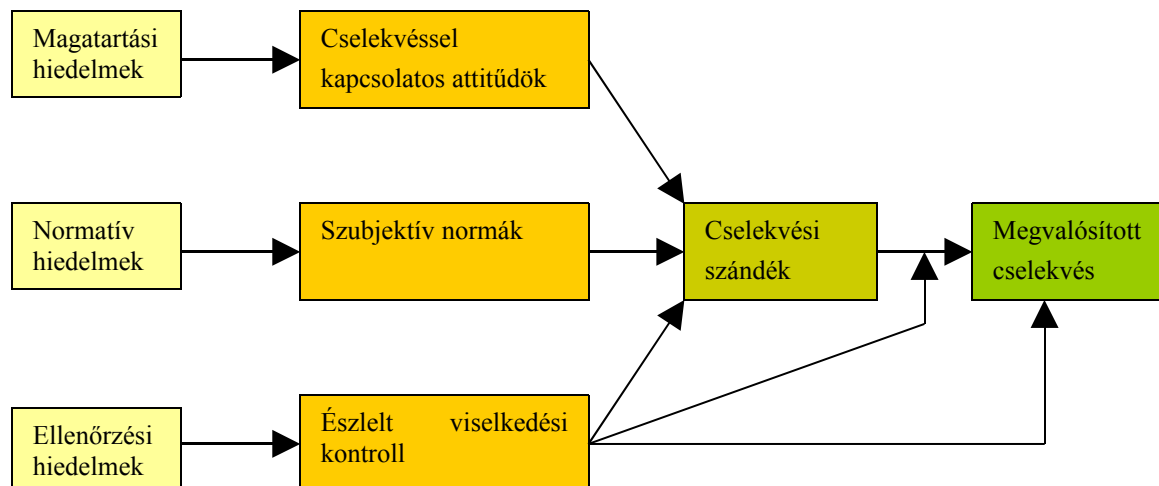 Magatartási
hiedelmek
Cselekvéssel
kapcsolatos attitűdök
Normatív
hiedelmek
Szubjektív normák
Cselekvési
szándék
Megvalósított
cselekvés
Ellenőrzési
hiedelmek
Észlelt viselkedési
kontroll